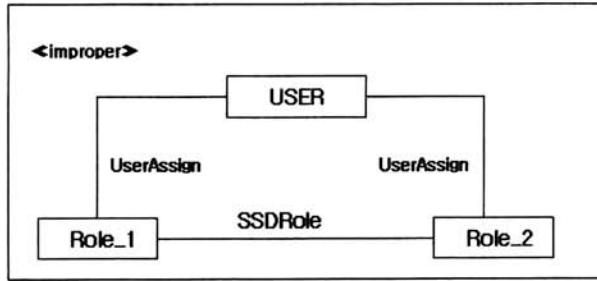 <improper>
USER
UserAssign
UserAssign
SSDRole
Role_1
Role_2